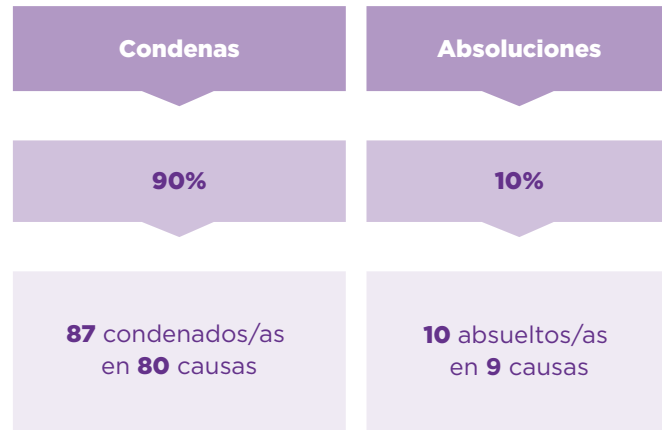 Condenas
Absoluciones
90%
10%
87 condenados/as
en 80 causas
10 absueltos/as
en 9 causas